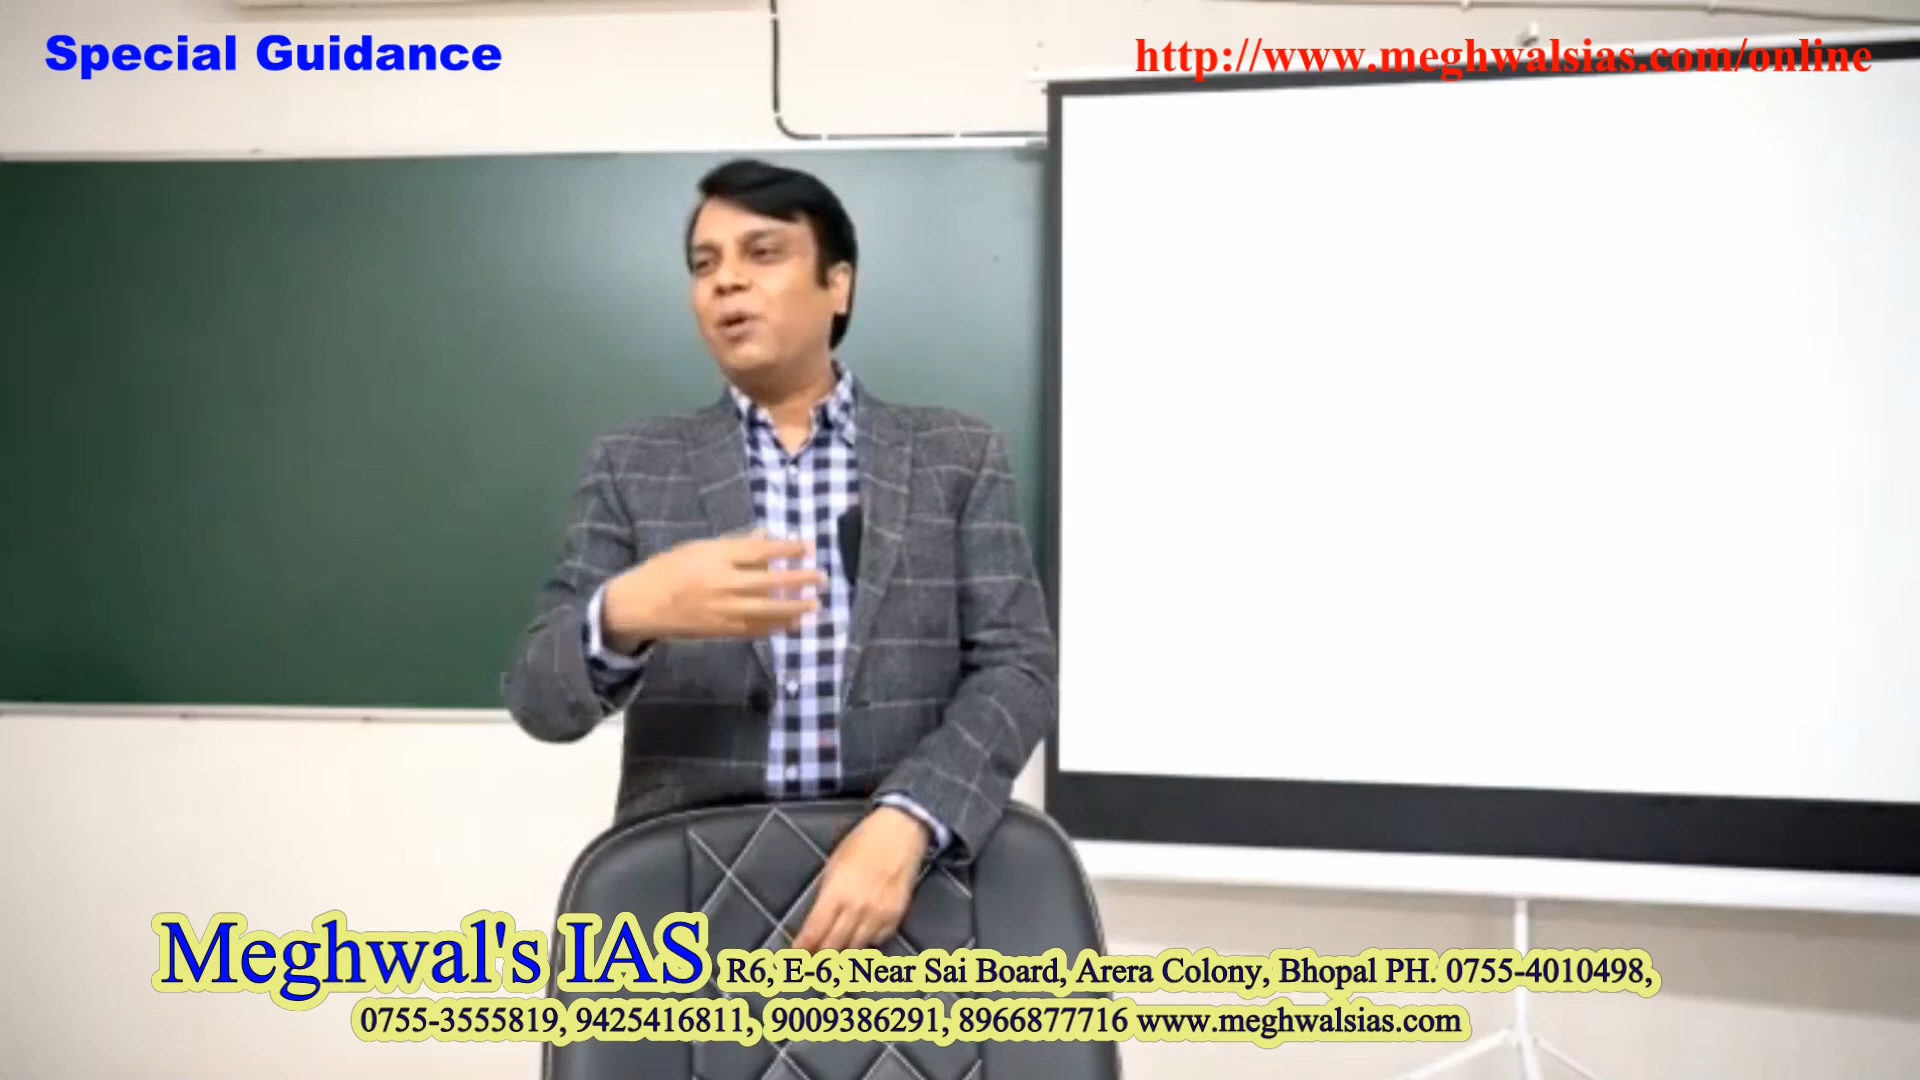 Special Guidance
http://www.meghwalsias.com/online
Meghwal's IAS R6, E-6, Near Sai Board, Arera Colony, Bhopal PH. 0755-4010498,
0755-3555819, 9425416811, 9009386291, 8966877716 www.meghwalsias.com